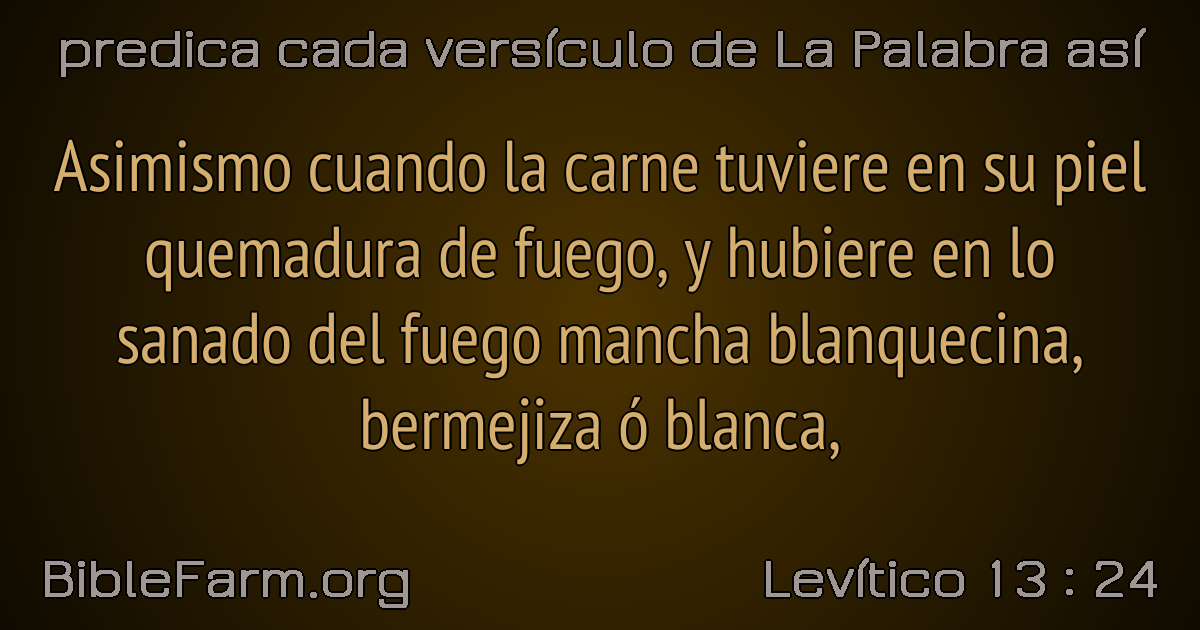 predica cada versículo de La Palabra así
Asimismo cuando la carne tuviere en su piel
quemadura de fuego, y hubiere en lo
sanado del fuego mancha blanquecina,
bermejiza ó blanca,
BibleFarm.org
Levítico 13 : 24